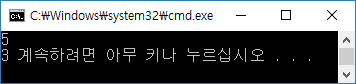 C:\Windows\system32\cmd.exe
5
3 계속하려면 아무 키나 누르십시오 . . .